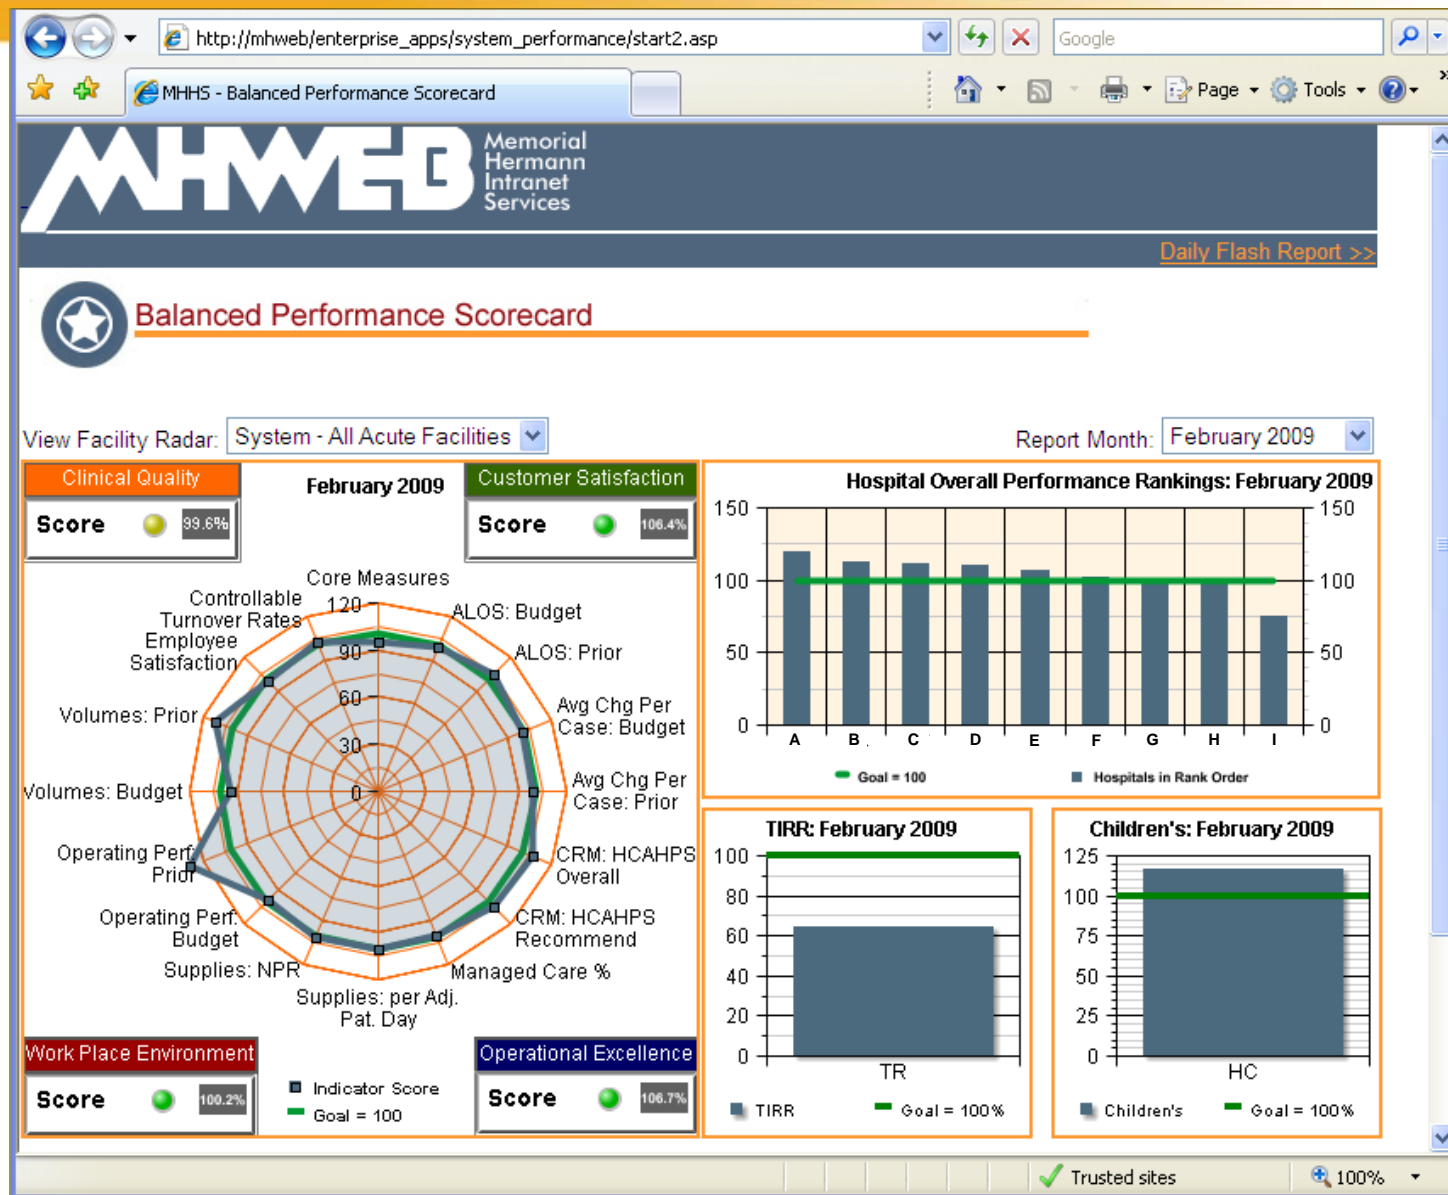 http://mhweb/enterprise_apps/system_performance/start2.asp
Google
MHHS - Balanced Performance Scorecard
Page
Tools
»
MHWEB
Memorial
Hermann
Intranet
Services
Daily Flash Report >>
Balanced Performance Scorecard
View Facility Radar: System - All Acute Facilities
Report Month: February 2009
Clinical Quality
Score 99.6%
February 2009
Customer Satisfaction
Score 106.4%
Core Measures
ALOS: Budget
ALOS: Prior
Avg Chg Per
Case: Budget
Avg Chg Per
Case: Prior
CRM: HCAHPS
Overall
CRM: HCAHPS
Recommend
Managed Care %
Supplies: per Adj.
Pat. Day
Supplies: NPR
Operating Perf:
Budget
Operating Perf:
Prior
Volumes: Budget
Volumes: Prior
Employee
Satisfaction
Controllable
Turnover Rates
120
90
60
30
0
Work Place Environment
Score 100.2%
Indicator Score
Goal = 100
Operational Excellence
Score 106.7%
Hospital Overall Performance Rankings: February 2009
150 150
100 100
50 50
0 0
A B C D E F G H I
Goal = 100 Hospitals in Rank Order
TIRR: February 2009
100
80
60
40
20
0
TR
TIRR Goal = 100%
Children's: February 2009
125
100
75
50
25
0
HC
Children's Goal = 100%
Trusted sites
100%